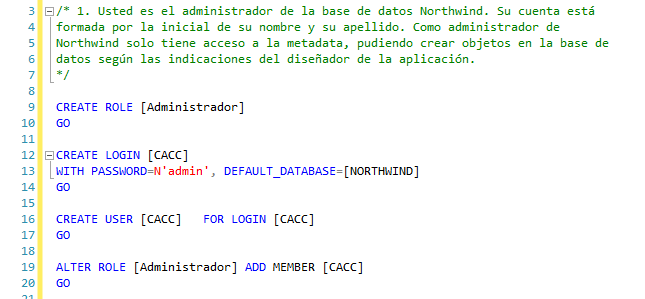 3 /* 1. Usted es el administrador de la base de datos Northwind. Su cuenta está
4 formada por la inicial de su nombre y su apellido. Como administrador de
5 Northwind solo tiene acceso a la metadata, pudiendo crear objetos en la base de
6 datos según las indicaciones del diseñador de la aplicación.
7 */
8
9 CREATE ROLE [Administrador]
10 GO
11
12 CREATE LOGIN [CACC]
13 WITH PASSWORD=N'admin', DEFAULT_DATABASE=[NORTHWIND]
14 GO
15
16 CREATE USER [CACC]   FOR LOGIN [CACC]
17 GO
18
19 ALTER ROLE [Administrador] ADD MEMBER [CACC]
20 GO
21